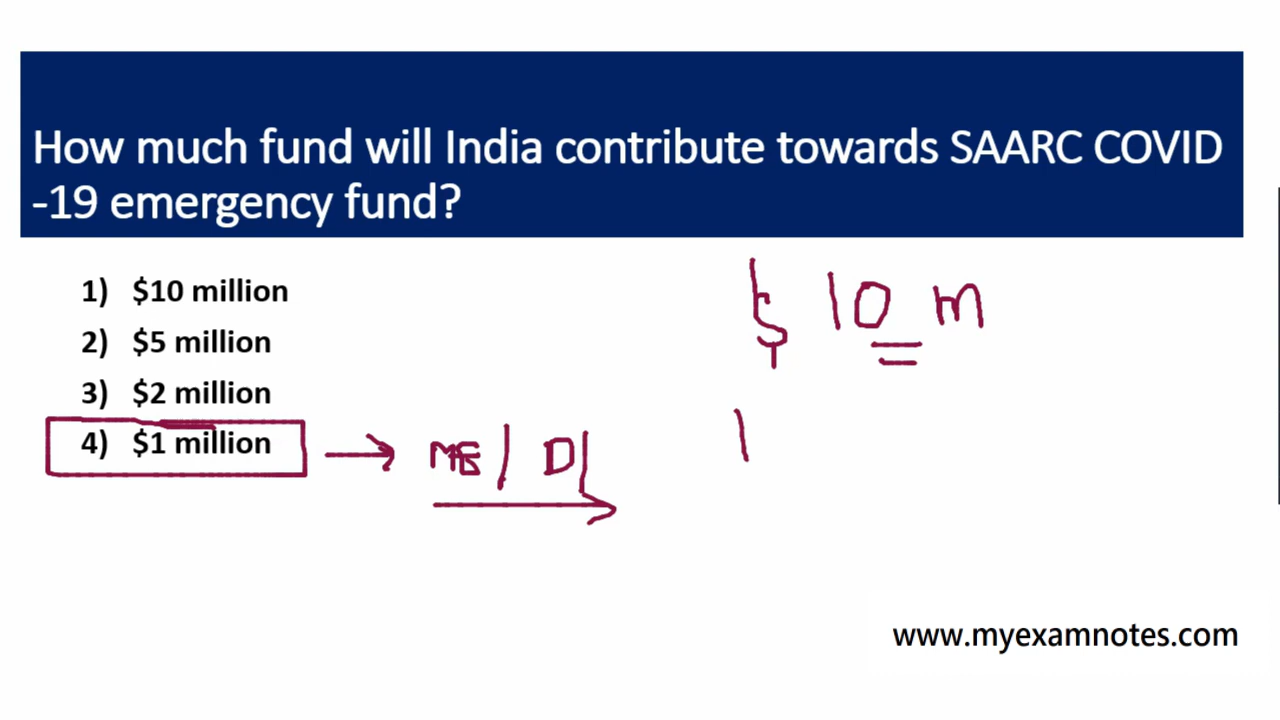 How much fund will India contribute towards SAARC COVID
-19 emergency fund?
1) $10 million
2) $5 million
3) $2 million
4) $1 million
$ 10 m
www.myexamnotes.com